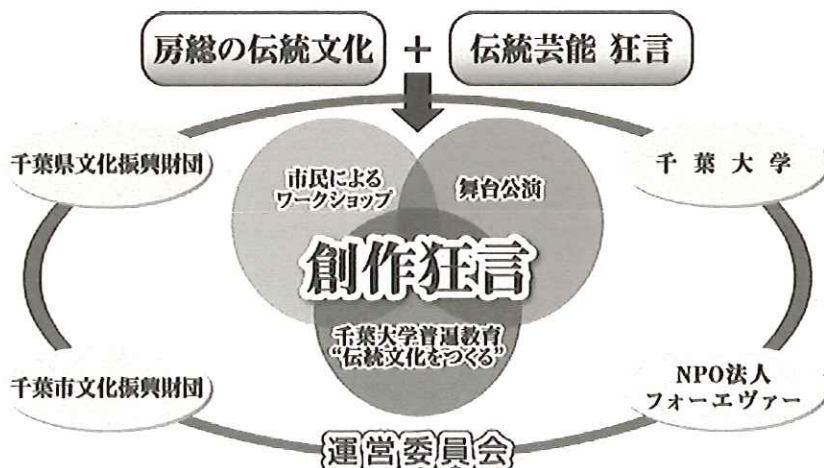 房総の伝統文化 + 伝統芸能 狂言
千葉県文化振興財団
千葉大学
市民による
ワークショップ
舞台公演
創作狂言
千葉大学普遍教育
“伝統文化をつくる”
千葉市文化振興財団
NPO法人
フォーエヴァー
運営委員会